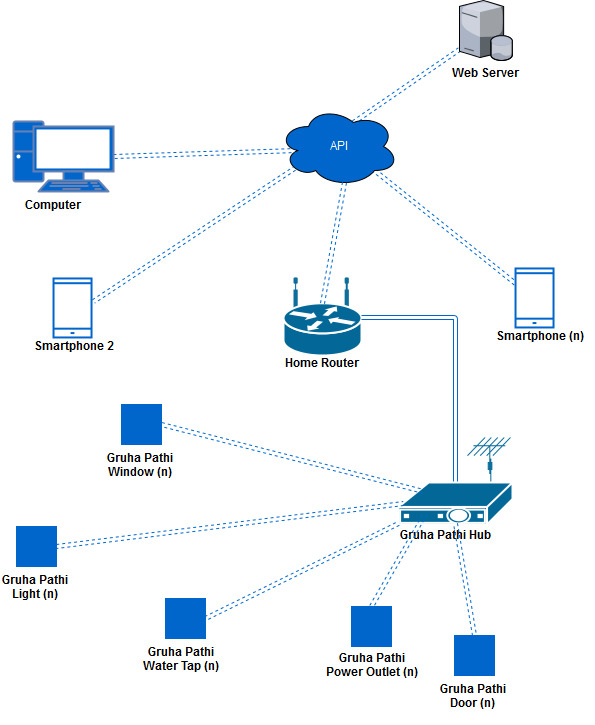 Web Server
API
Computer
Smartphone 2
Home Router
Smartphone (n)
Gruha Pathi
Window (n)
Gruha Pathi Hub
Gruha Pathi
Light (n)
Gruha Pathi
Water Tap (n)
Gruha Pathi
Power Outlet (n)
Gruha Pathi
Door (n)